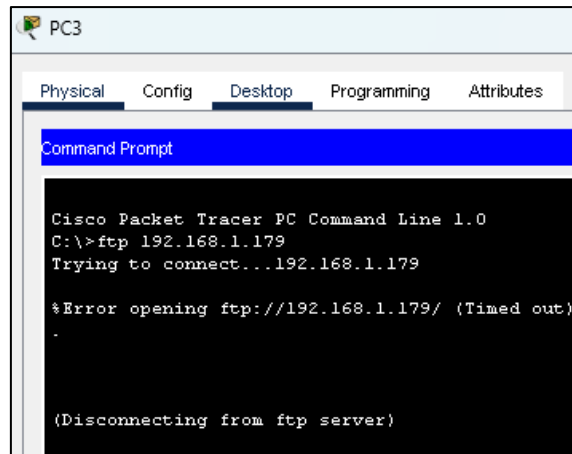 PC3
Physical Config Desktop Programming Attributes
Command Prompt
Cisco Packet Tracer PC Command Line 1.0
C:\>ftp 192.168.1.179
Trying to connect...192.168.1.179
%Error opening ftp://192.168.1.179/ (Timed out)
.
(Disconnecting from ftp server)